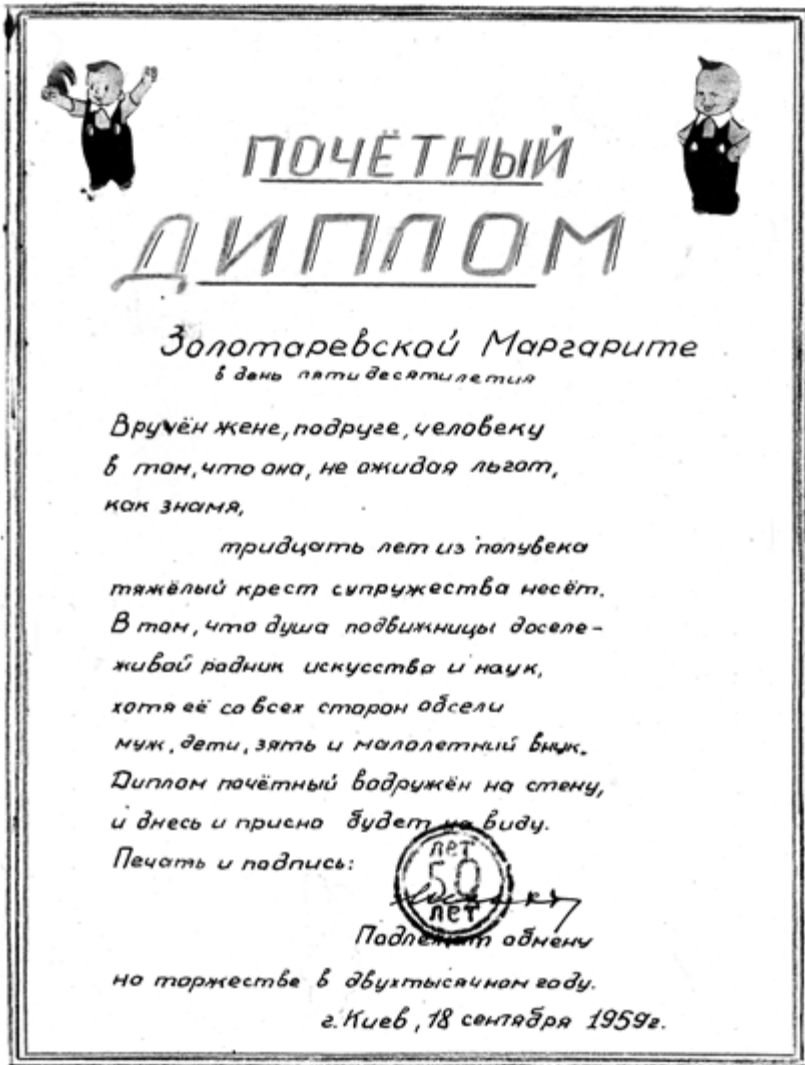 ПОЧЁТНЫЙ
ДИПЛОМ
Золотаревской Маргарите
в день пятидесятилетия
Вручён жене, подруге, человеку
в том, что она, не ожидая льгот,
как знамя,
тридцать лет из полувека
тяжёлый крест супружества несёт.
В том, что душа подвижницы доселе-
живой родник искусства и наук,
хотя её со всех сторон обсели
муж, дети, зять и малолетний внук.
Диплом почётный водружён на стену,
и днесь и присно будет на виду.
Печать и подпись:
лет
50
лет
Подлежит обмену
на торжестве в двухтысячном году.
г. Киев, 18 сентября 1959г.